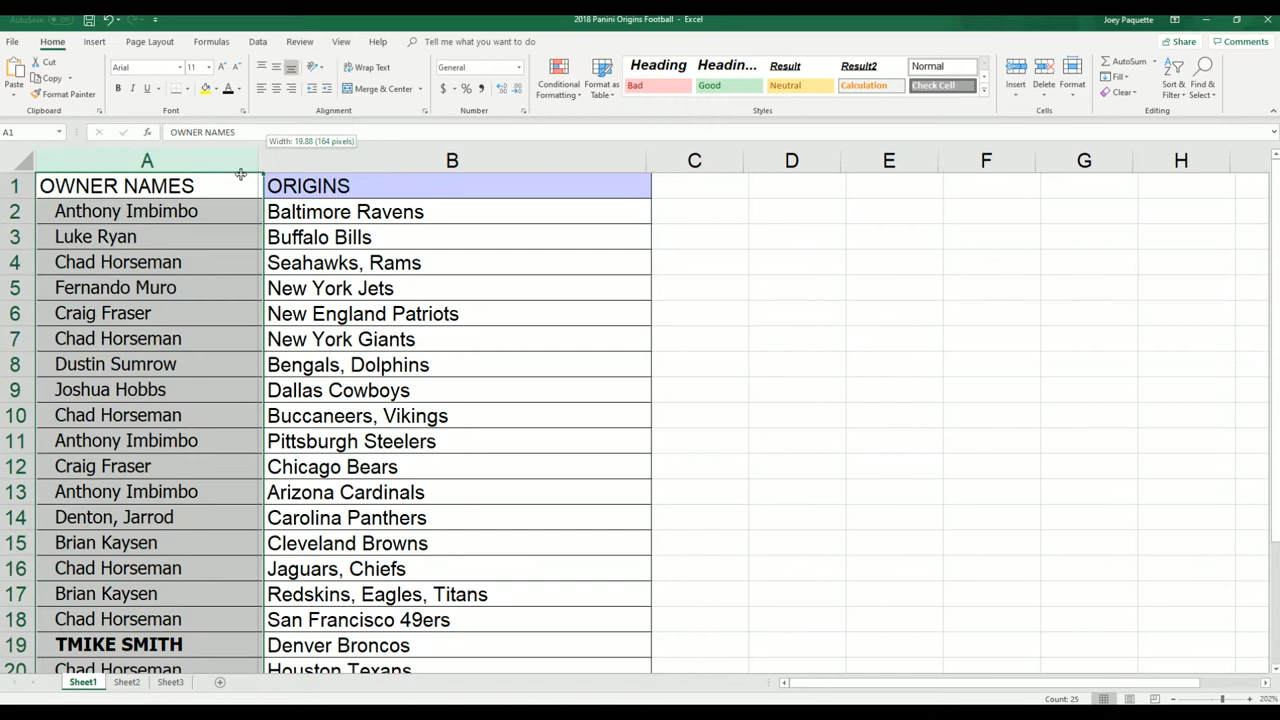 AutoSave Off 2018 Panini Origins Football - Excel Joey Paquette
File Home Insert Page Layout Formulas Data Review View Help Tell me what you want to do Share Comments
Paste Cut Copy Format Painter Clipboard
Arial 11 B I U A Font
Wrap Text Merge & Center Alignment
General $ % , Number
Conditional Formatting Format as Table Heading... Headin... Result Result2 Normal
Bad Good Neutral Calculation Check Cell Styles
Insert Delete Format Cells
AutoSum Fill Clear Sort & Filter Find & Select Editing
A1 fx OWNER NAMES
Width: 19.88 (164 pixels)
A B C D E F G H
1 OWNER NAMES ORIGINS
2 Anthony Imbimbo Baltimore Ravens
3 Luke Ryan Buffalo Bills
4 Chad Horseman Seahawks, Rams
5 Fernando Muro New York Jets
6 Craig Fraser New England Patriots
7 Chad Horseman New York Giants
8 Dustin Sumrow Bengals, Dolphins
9 Joshua Hobbs Dallas Cowboys
10 Chad Horseman Buccaneers, Vikings
11 Anthony Imbimbo Pittsburgh Steelers
12 Craig Fraser Chicago Bears
13 Anthony Imbimbo Arizona Cardinals
14 Denton, Jarrod Carolina Panthers
15 Brian Kaysen Cleveland Browns
16 Chad Horseman Jaguars, Chiefs
17 Brian Kaysen Redskins, Eagles, Titans
18 Chad Horseman San Francisco 49ers
19 TMIKE SMITH Denver Broncos
20 Chad Horseman Houston Texans
Sheet1 Sheet2 Sheet3
Count: 25 202%